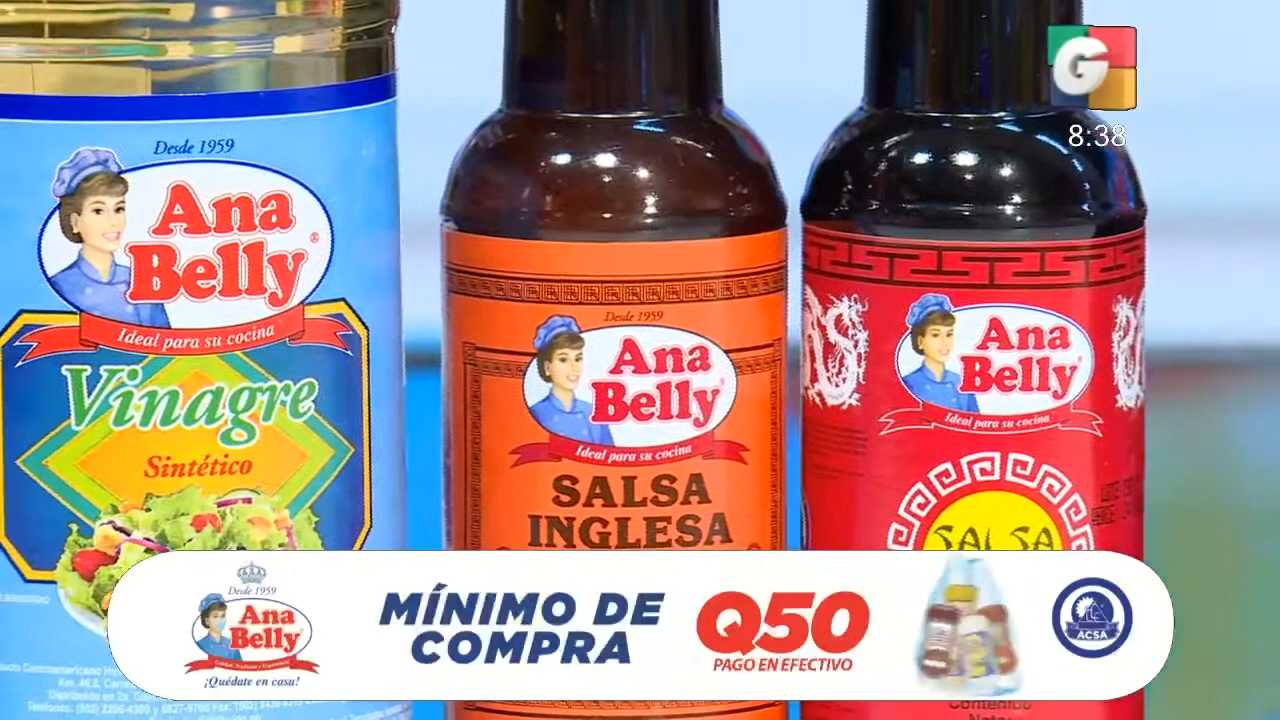 G
8:38
Desde 1959
Ana
Belly®
Ideal para su cocina
Vinagre
Sintético
Desde 1959
Ana
Belly
Ideal para su cocina
SALSA
INGLESA
Ana
Belly
Ideal para su cocina
SALSA
Desde 1959
Ana
Belly
¡Quédate en casa!
MÍNIMO DE
COMPRA
Q50
PAGO EN EFECTIVO
ACSA
Contenido